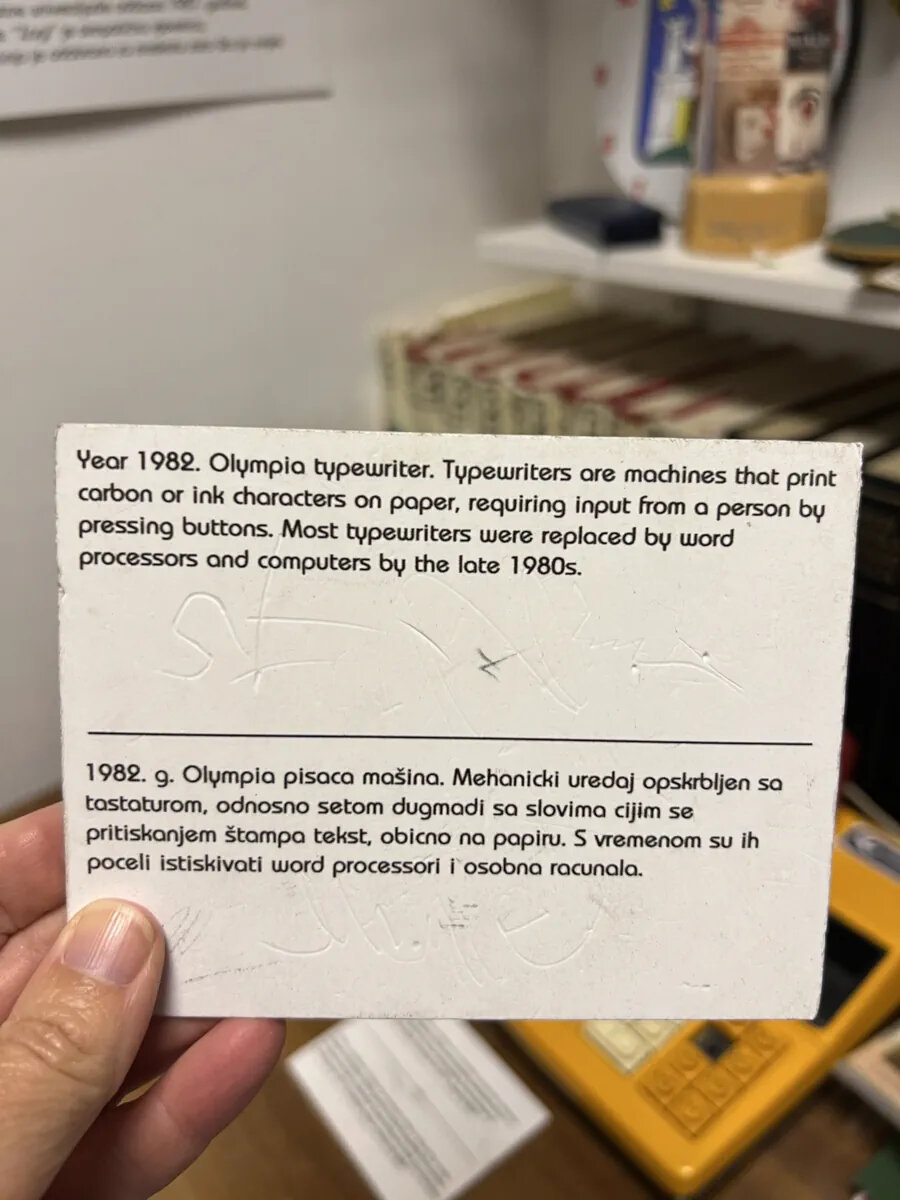 Year 1982. Olympia typewriter. Typewriters are machines that print
carbon or ink characters on paper, requiring input from a person by
pressing buttons. Most typewriters were replaced by word
processors and computers by the late 1980s.
1982. g. Olympia pisaca mašina. Mehanicki uredaj opskrbljen sa
tastaturom, odnosno setom dugmadi sa slovima cijim se
pritiskanjem štampa tekst, obicno na papiru. S vremenom su ih
poceli istiskivati word processori i osobna racunala.